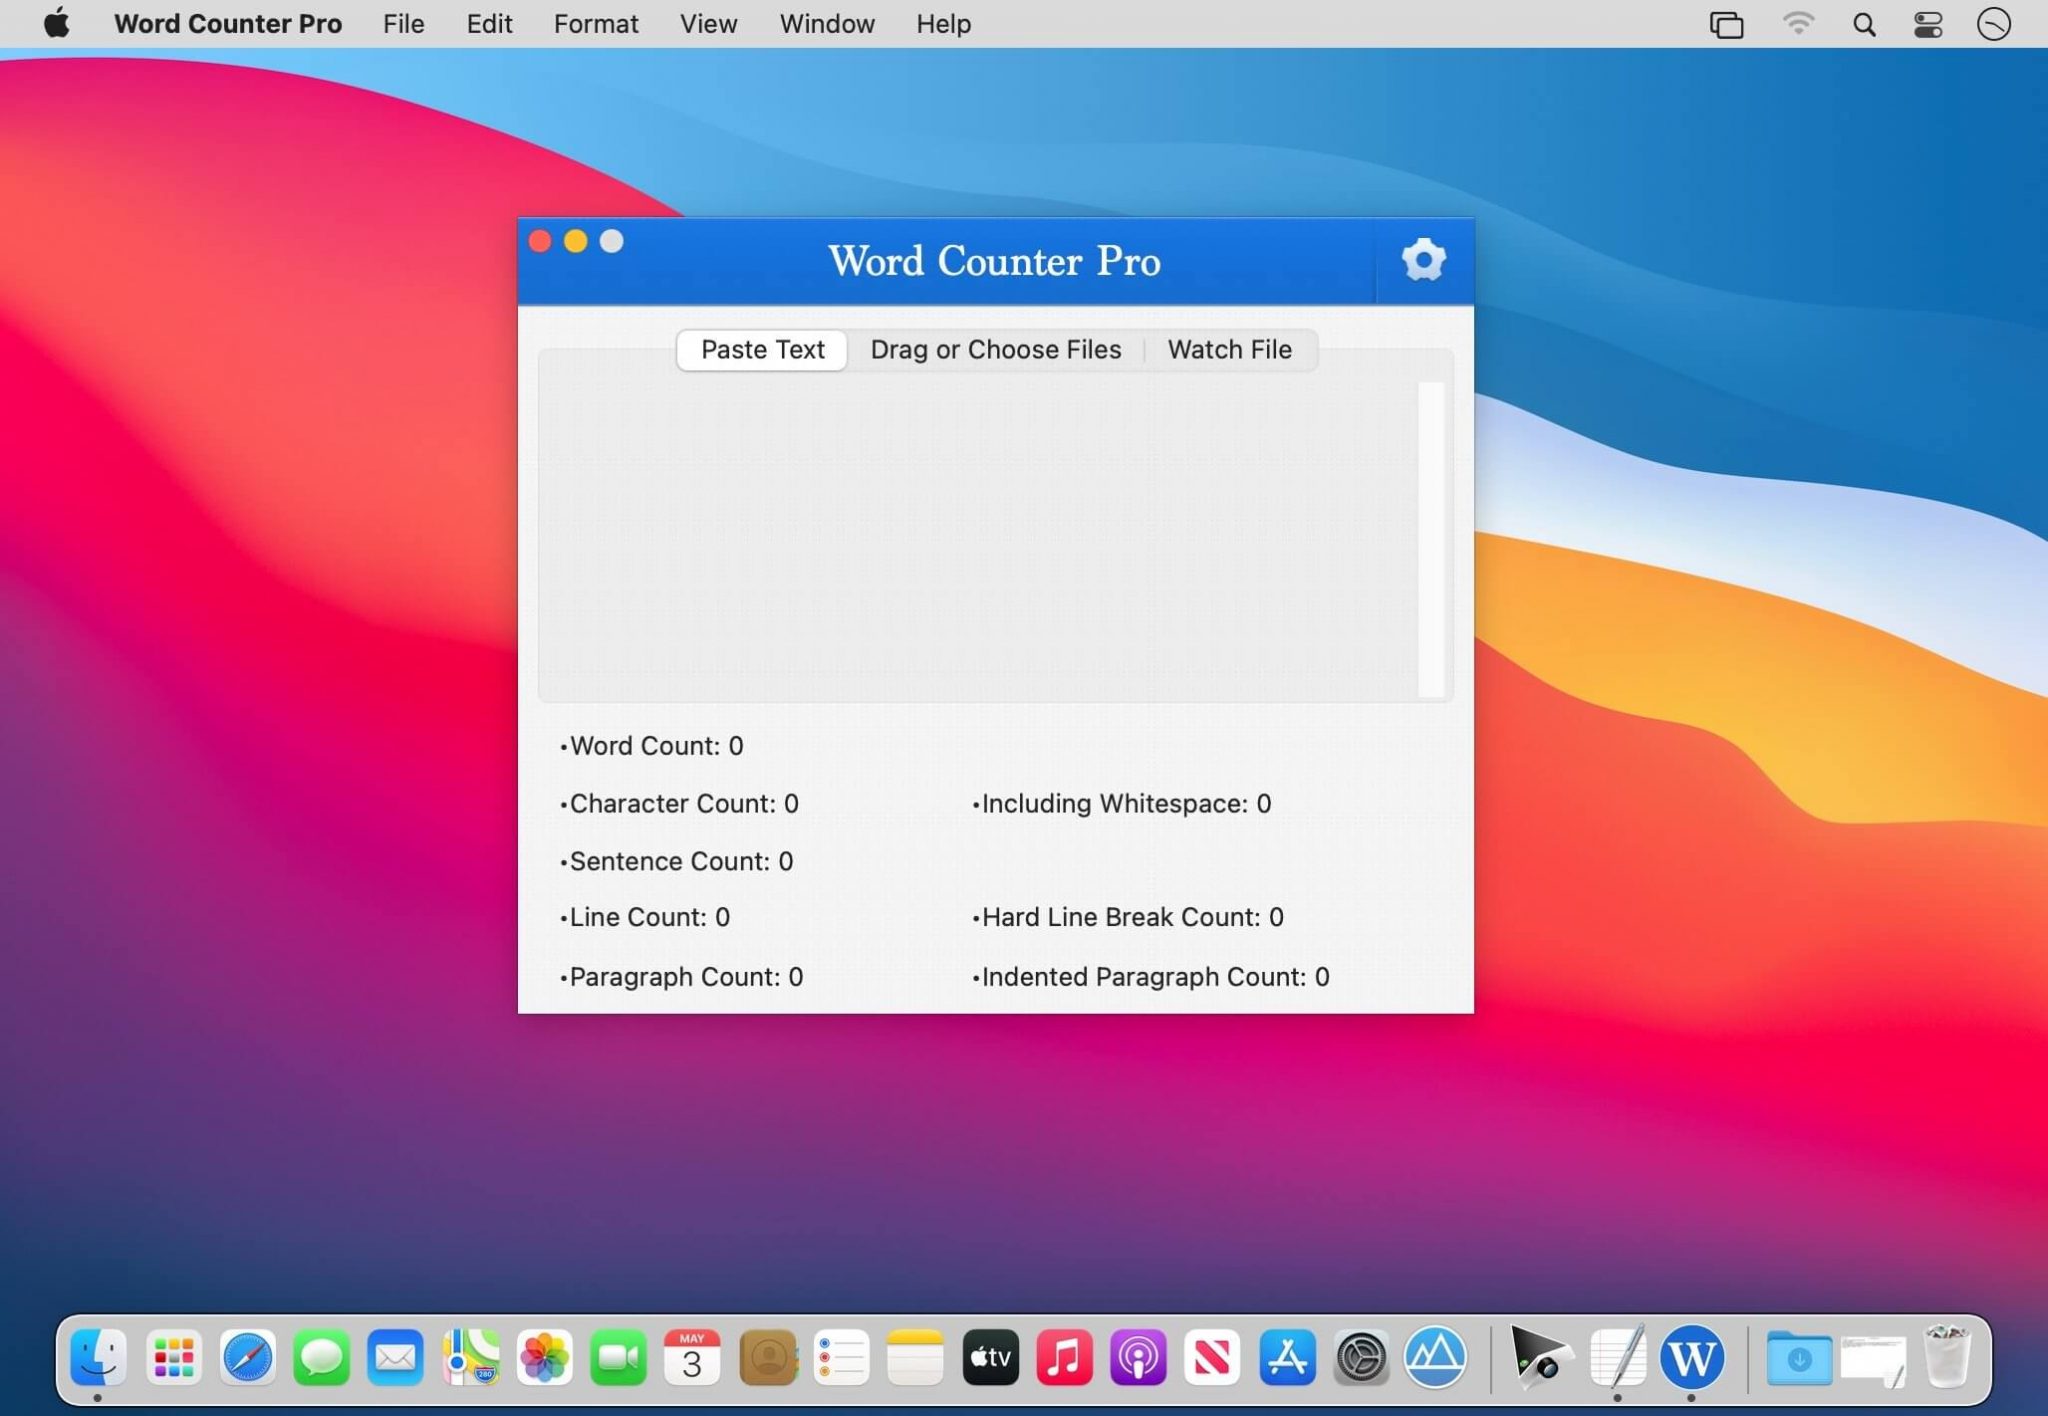 Word Counter Pro File Edit Format View Window Help
Word Counter Pro
Paste Text Drag or Choose Files Watch File
•Word Count: 0
•Character Count: 0 •Including Whitespace: 0
•Sentence Count: 0
•Line Count: 0 •Hard Line Break Count: 0
•Paragraph Count: 0 •Indented Paragraph Count: 0
MAY
3
280
tv
W